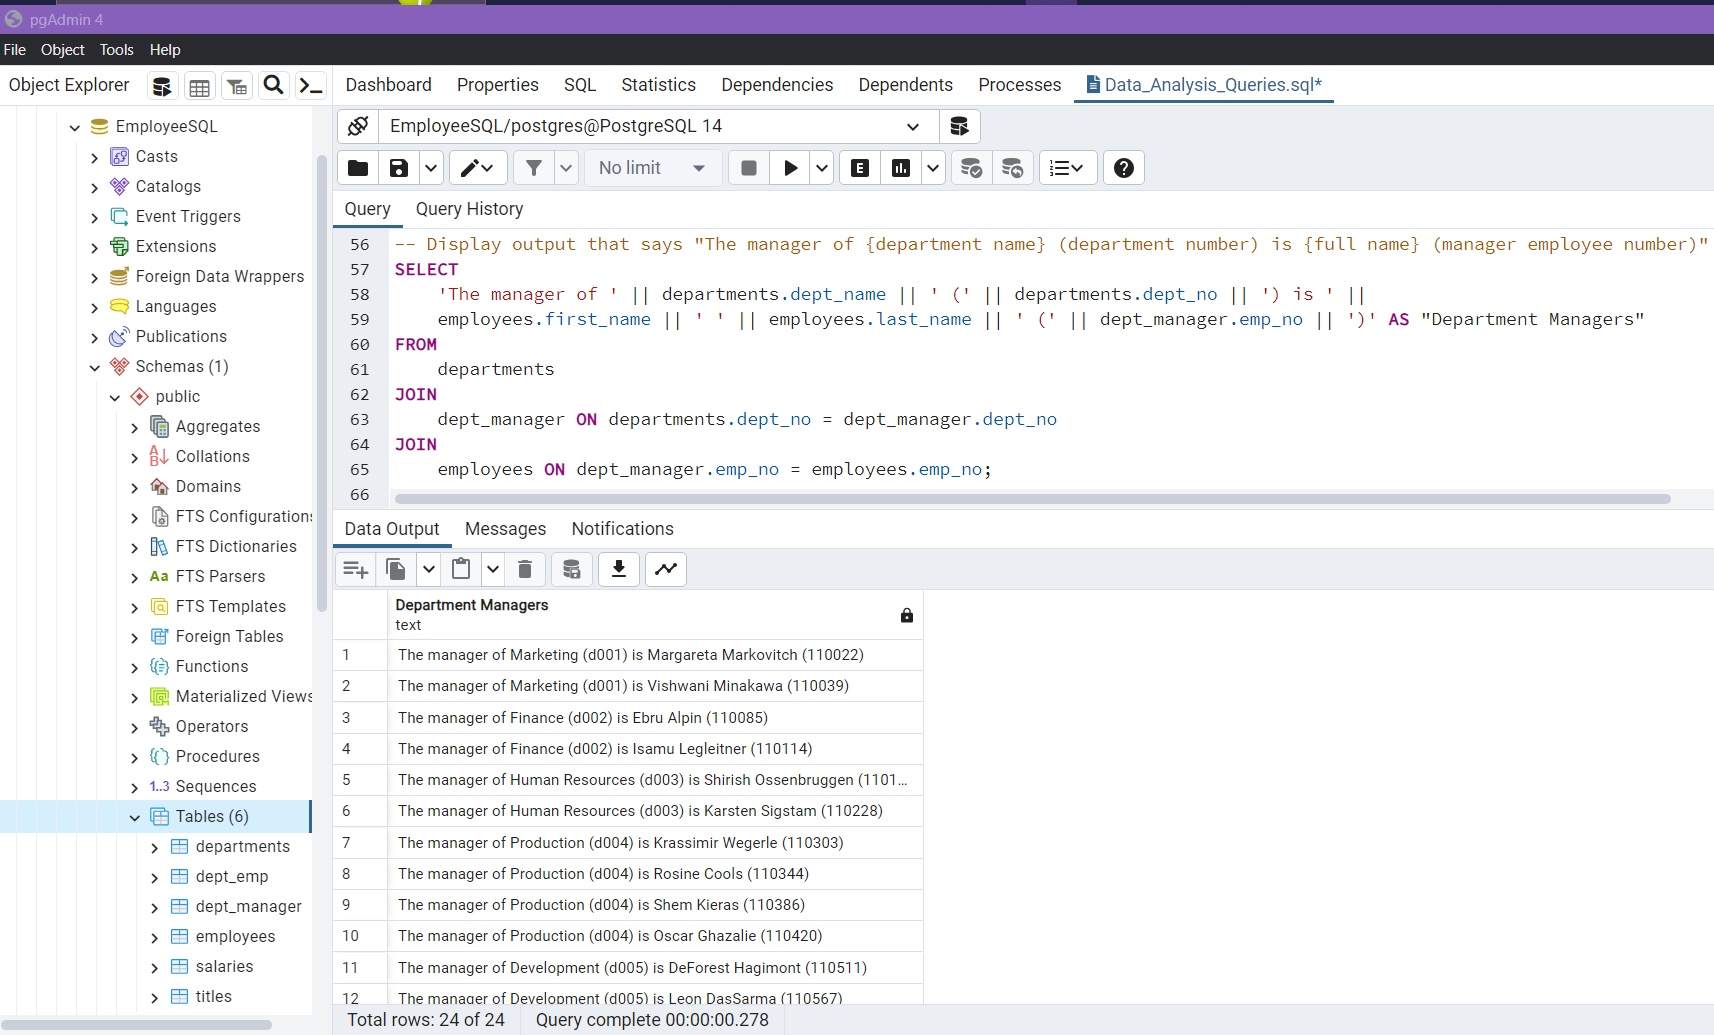 pgAdmin 4
File Object Tools Help
Object Explorer
Dashboard Properties SQL Statistics Dependencies Dependents Processes Data_Analysis_Queries.sql*
EmployeeSQL
Casts
Catalogs
Event Triggers
Extensions
Foreign Data Wrappers
Languages
Publications
Schemas (1)
public
Aggregates
Collations
Domains
FTS Configurations
FTS Dictionaries
Aa FTS Parsers
FTS Templates
Foreign Tables
Functions
Materialized Views
Operators
Procedures
1..3 Sequences
Tables (6)
departments
dept_emp
dept_manager
employees
salaries
titles
EmployeeSQL/postgres@PostgreSQL 14
No limit
E
Query Query History
56 -- Display output that says "The manager of {department name} (department number) is {full name} (manager employee number)"
57 SELECT
58 'The manager of ' || departments.dept_name || ' (' || departments.dept_no || ') is ' ||
59 employees.first_name || ' ' || employees.last_name || ' (' || dept_manager.emp_no || ')' AS "Department Managers"
60 FROM
61 departments
62 JOIN
63 dept_manager ON departments.dept_no = dept_manager.dept_no
64 JOIN
65 employees ON dept_manager.emp_no = employees.emp_no;
66
Data Output Messages Notifications
Department Managers
text
1 The manager of Marketing (d001) is Margareta Markovitch (110022)
2 The manager of Marketing (d001) is Vishwani Minakawa (110039)
3 The manager of Finance (d002) is Ebru Alpin (110085)
4 The manager of Finance (d002) is Isamu Legleitner (110114)
5 The manager of Human Resources (d003) is Shirish Ossenbruggen (1101...
6 The manager of Human Resources (d003) is Karsten Sigstam (110228)
7 The manager of Production (d004) is Krassimir Wegerle (110303)
8 The manager of Production (d004) is Rosine Cools (110344)
9 The manager of Production (d004) is Shem Kieras (110386)
10 The manager of Production (d004) is Oscar Ghazalie (110420)
11 The manager of Development (d005) is DeForest Hagimont (110511)
12 The manager of Development (d005) is Leon DasSarma (110567)
Total rows: 24 of 24 Query complete 00:00:00.278